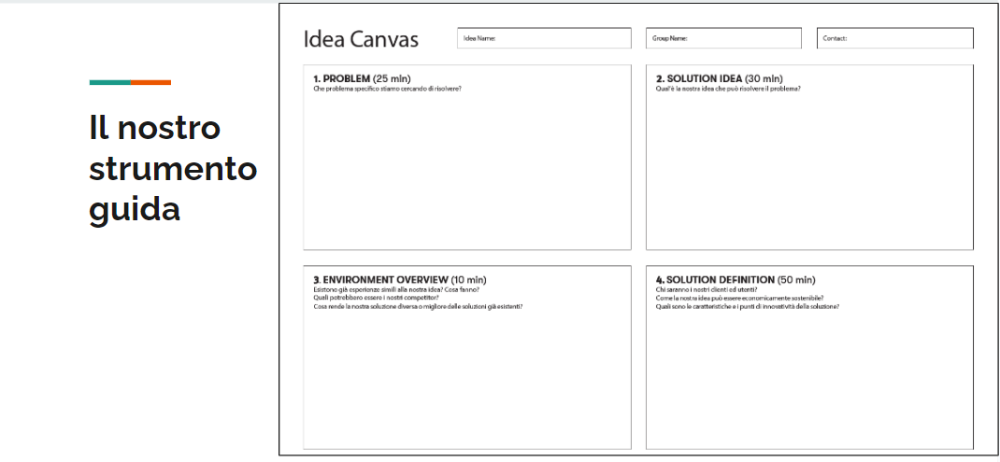 Il nostro
strumento
guida
Idea Canvas
Idea Name:
Group Name:
Contact:
1. PROBLEM (25 min)
Che problema specifico stiamo cercando di risolvere?
2. SOLUTION IDEA (30 min)
Qual'è la nostra idea che può risolvere il problema?
3. ENVIRONMENT OVERVIEW (10 min)
Esistono già esperienze simili alla nostra idea? Cosa fanno?
Quali potrebbero essere i nostri competitor?
Cosa rende la nostra soluzione diversa o migliore delle soluzioni già esistenti?
4. SOLUTION DEFINITION (50 min)
Chi saranno i nostri clienti ed utenti?
Come la nostra idea può essere economicamente sostenibile?
Quali sono le caratteristiche e i punti di innovatività della soluzione?